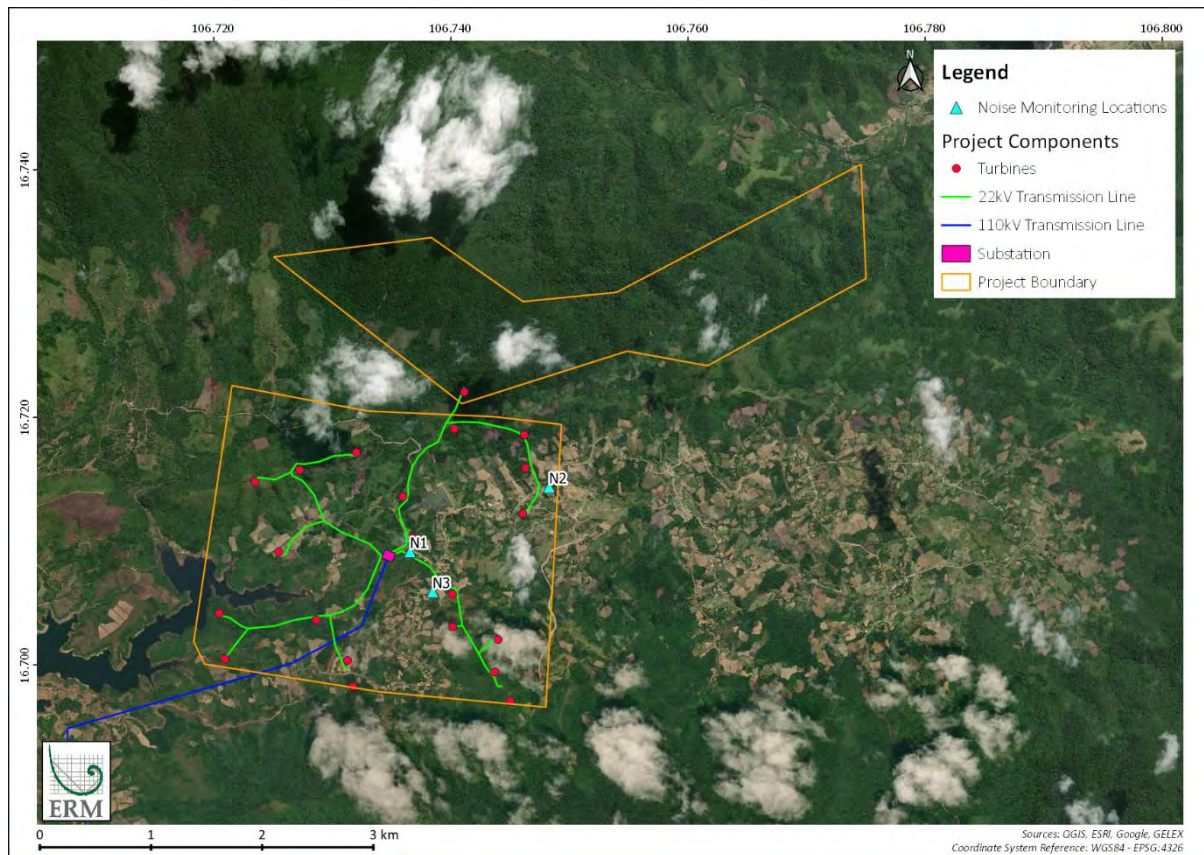 106.720 106.740 106.760 106.780 106.800
N
Legend
Noise Monitoring Locations
Project Components
Turbines
22kV Transmission Line
110kV Transmission Line
Substation
Project Boundary
16.740
16.720
16.700
N2
N1
N3
ERM
0 1 2 3 km
Sources: QGIS, ESRI, Google, GELEX
Coordinate System Reference: WGS84 - EPSG:4326